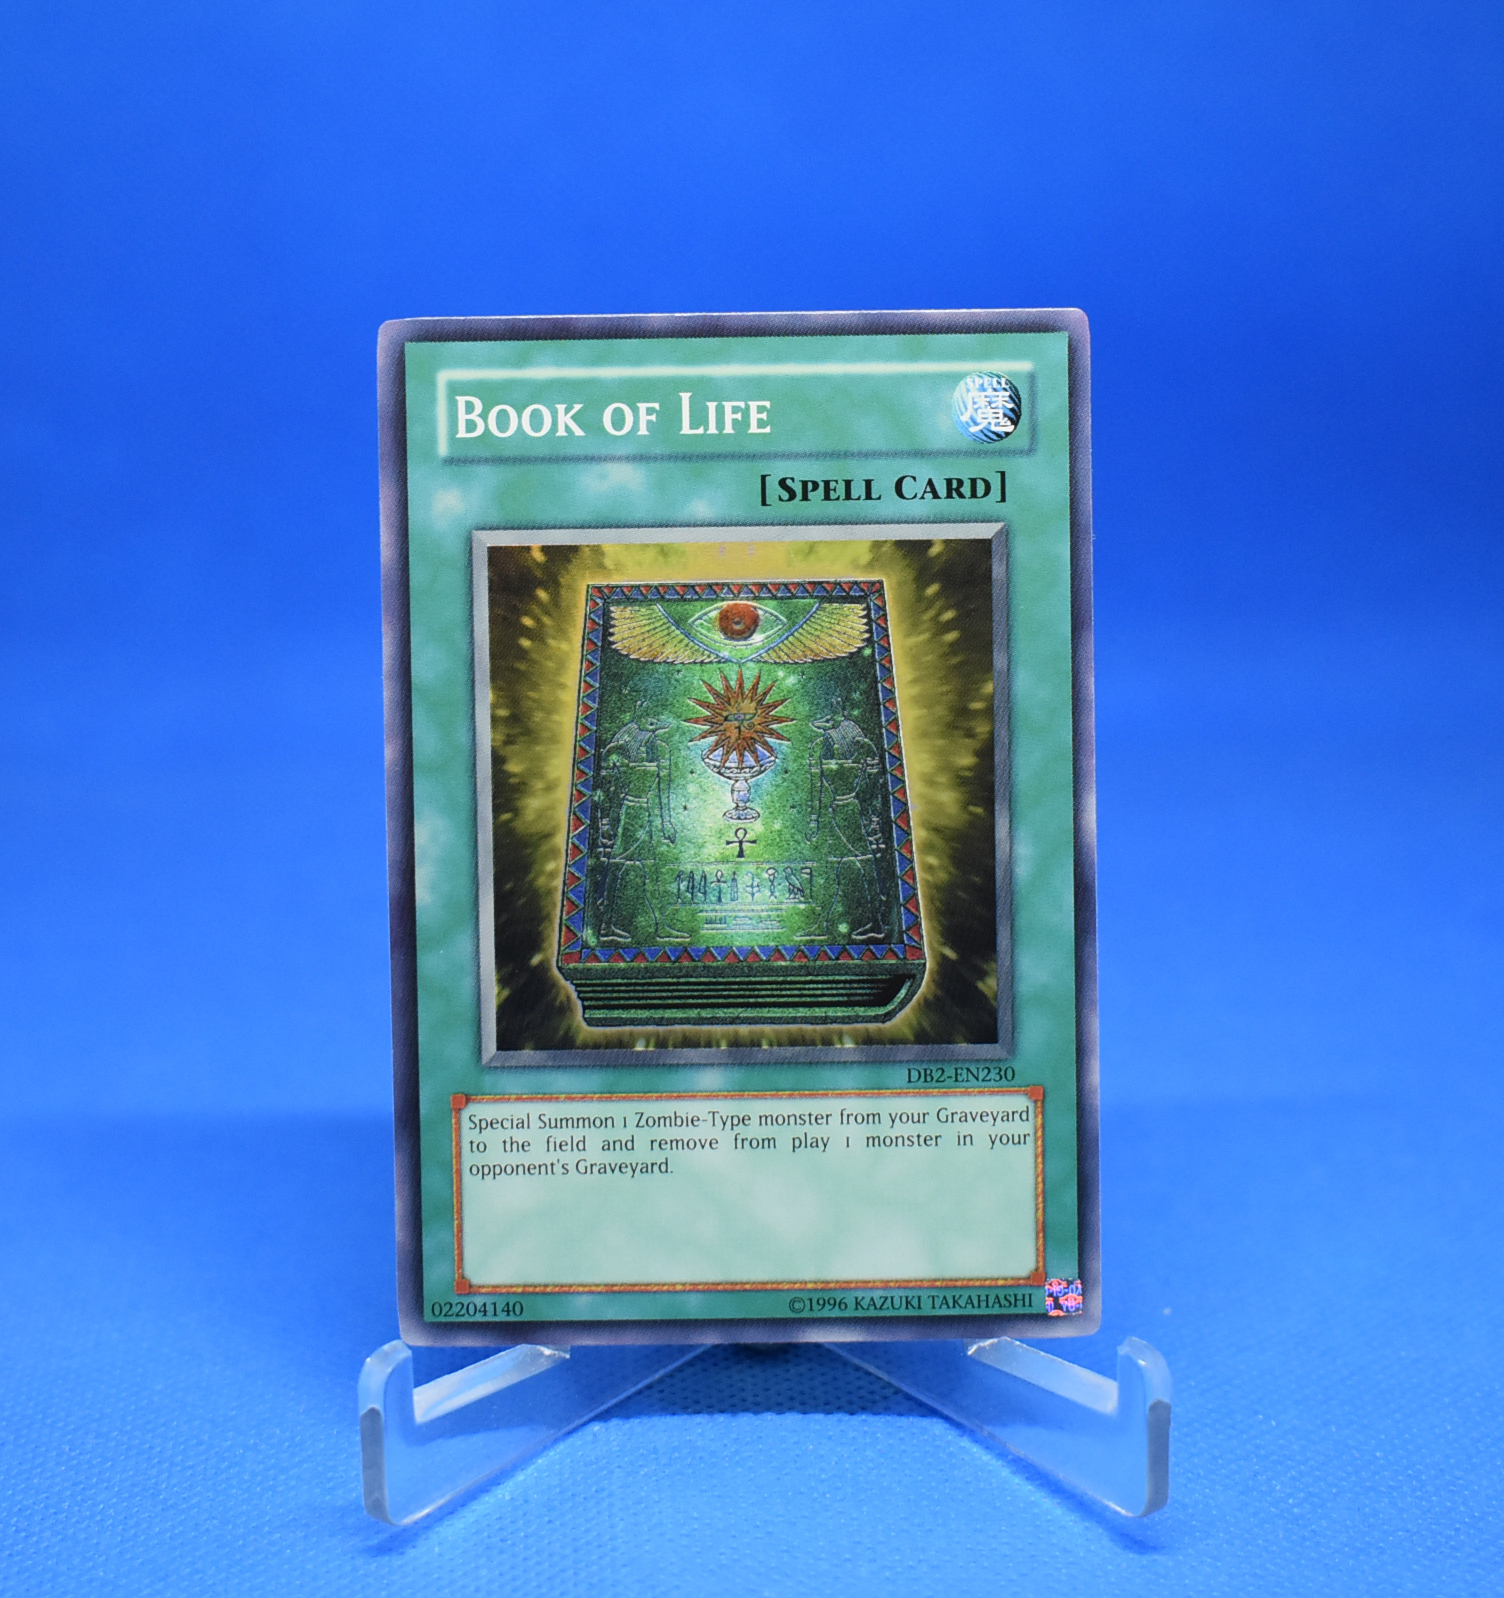 BOOK OF LIFE
SPELL
魔
[SPELL CARD]
DB2-EN230
Special Summon 1 Zombie-Type monster from your Graveyard
to the field and remove from play 1 monster in your
opponent's Graveyard.
02204140
©1996 KAZUKI TAKAHASHI